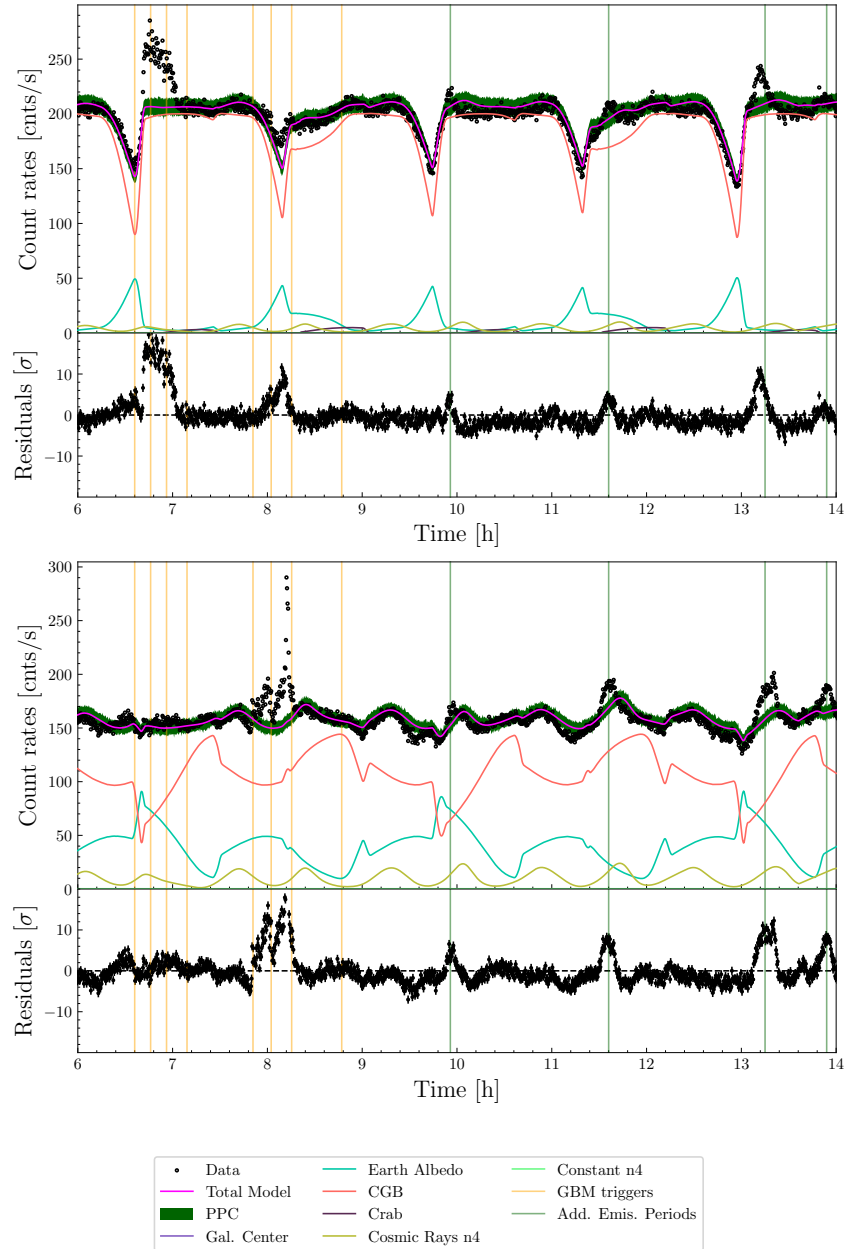 250
200
150
100
50
0
Count rates [cnts/s]
10
0
−10
Residuals [σ]
6 7 8 9 10 11 12 13 14
Time [h]
300
250
200
150
100
50
0
Count rates [cnts/s]
10
0
−10
Residuals [σ]
6 7 8 9 10 11 12 13 14
Time [h]
Data Earth Albedo Constant n4
Total Model CGB GBM triggers
PPC Crab Add. Emis. Periods
Gal. Center Cosmic Rays n4